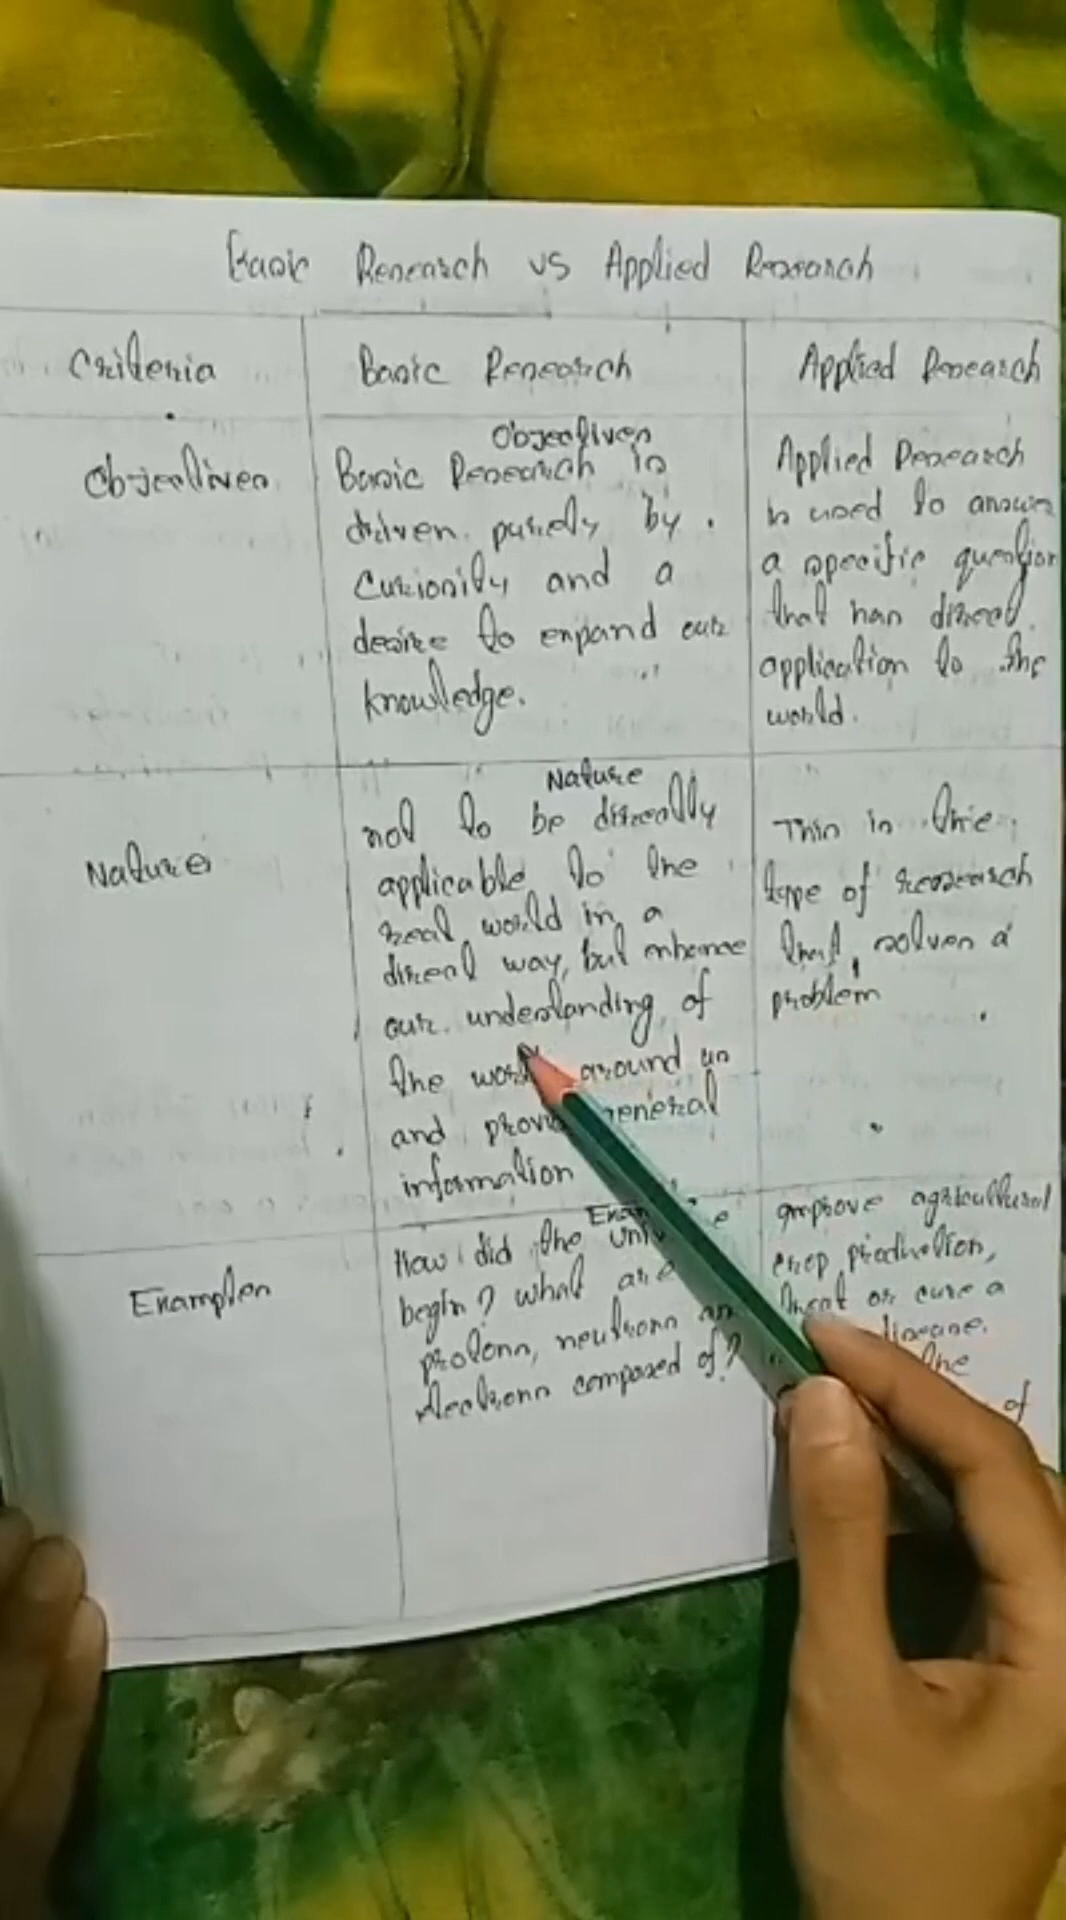 Basic Research vs Applied Research
Criteria
Basic Research
Applied Research
Objectives
Objectives
Basic Research is
driven purely by
Curiosity and a
desire to expand our
knowledge.
Applied Research
is used to answer
a specific question
that has direct
application to the
world.
Nature
Nature
not to be directly
applicable to the
real world in a
direct way, but enhance
our understanding of
the around us
and general
information
This is the
type of research
that solves a
problem
Examples
How did the
begin? what are
protons, neutrons
electrons composed of?
improve agricultural
crop production,
treat or cure a
disease.
the
of